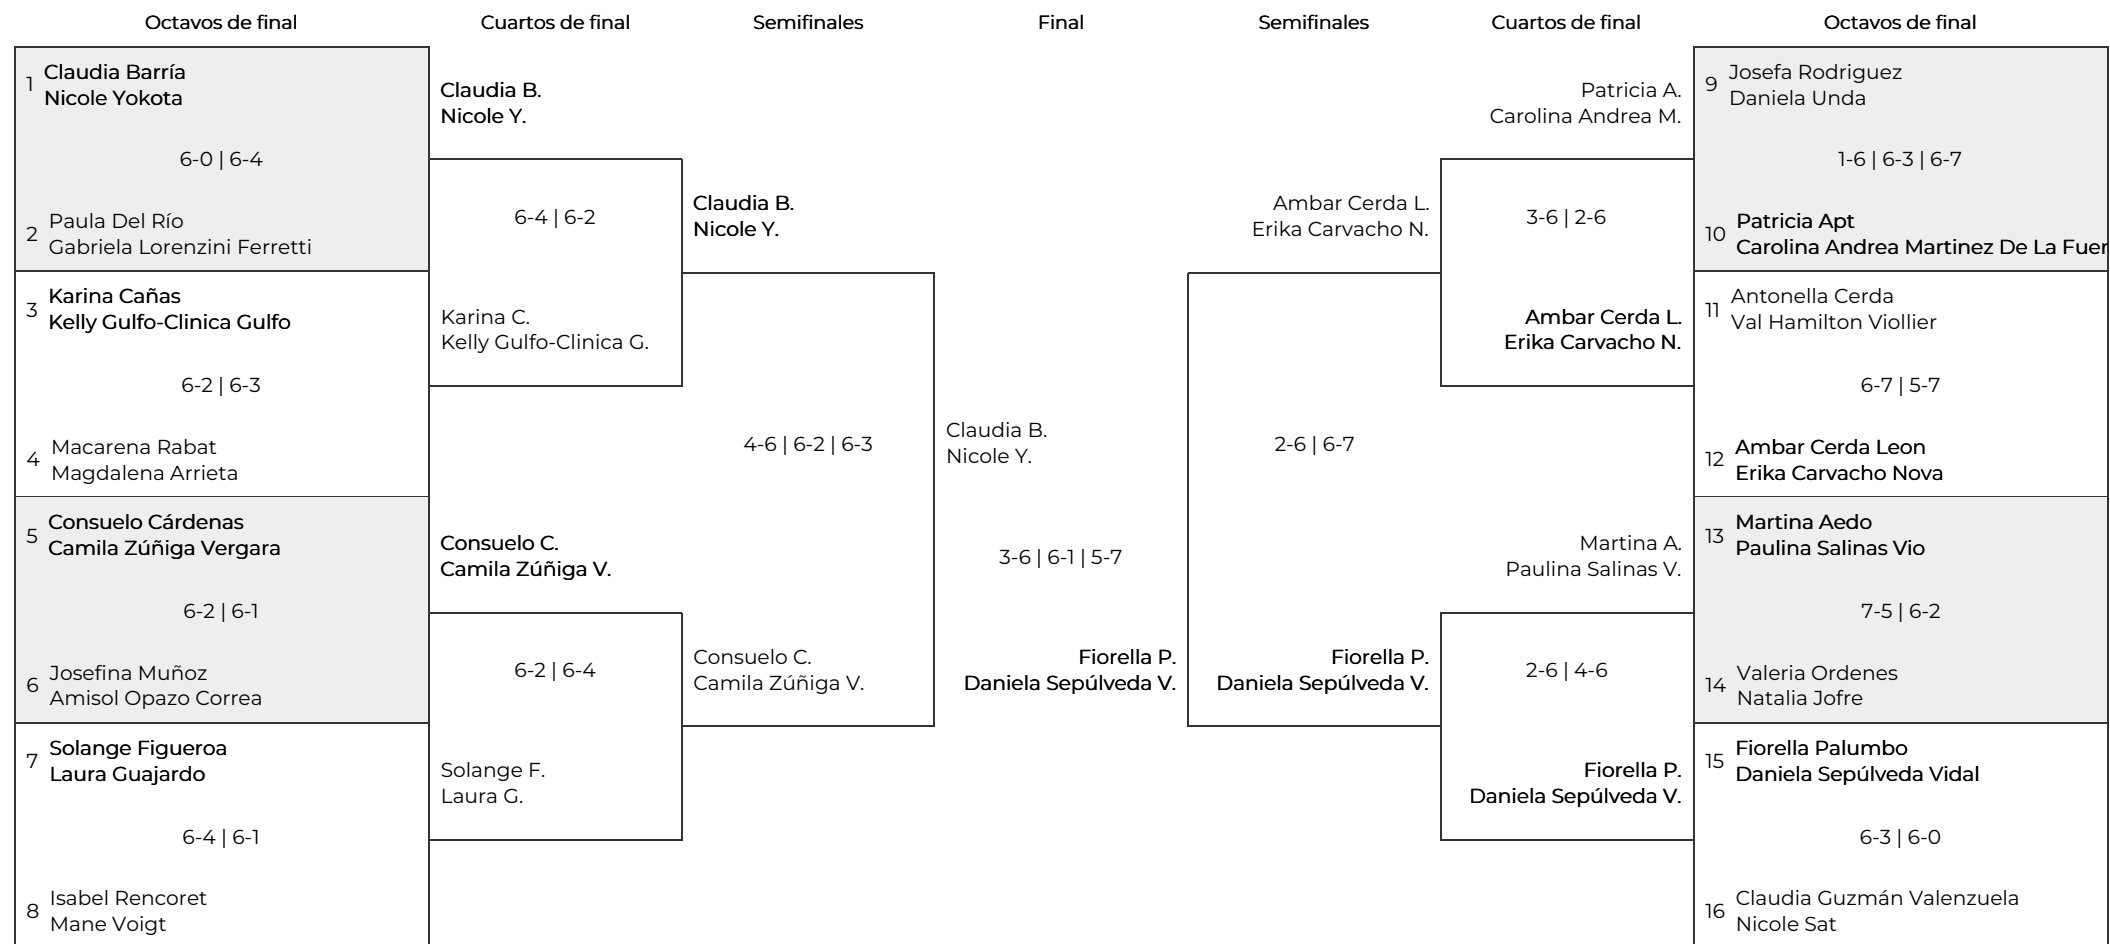 Octavos de final
Cuartos de final
Semifinales
Final
Semifinales
Cuartos de final
Octavos de final
1
Claudia Barría
Nicole Yokota
6-0 | 6-4
2
Paula Del Río
Gabriela Lorenzini Ferretti
3
Karina Cañas
Kelly Gulfo-Clinica Gulfo
6-2 | 6-3
4
Macarena Rabat
Magdalena Arrieta
5
Consuelo Cárdenas
Camila Zúñiga Vergara
6-2 | 6-1
6
Josefina Muñoz
Amisol Opazo Correa
7
Solange Figueroa
Laura Guajardo
6-4 | 6-1
8
Isabel Rencoret
Mane Voigt
Claudia B.
Nicole Y.
6-4 | 6-2
Karina C.
Kelly Gulfo-Clinica G.
Consuelo C.
Camila Zúñiga V.
6-2 | 6-4
Solange F.
Laura G.
Claudia B.
Nicole Y.
4-6 | 6-2 | 6-3
Consuelo C.
Camila Zúñiga V.
Claudia B.
Nicole Y.
3-6 | 6-1 | 5-7
Fiorella P.
Daniela Sepúlveda V.
Ambar Cerda L.
Erika Carvacho N.
2-6 | 6-7
Fiorella P.
Daniela Sepúlveda V.
Patricia A.
Carolina Andrea M.
3-6 | 2-6
Ambar Cerda L.
Erika Carvacho N.
Martina A.
Paulina Salinas V.
2-6 | 4-6
Fiorella P.
Daniela Sepúlveda V.
9
Josefa Rodriguez
Daniela Unda
1-6 | 6-3 | 6-7
10
Patricia Apt
Carolina Andrea Martinez De La Fuer
11
Antonella Cerda
Val Hamilton Viollier
6-7 | 5-7
12
Ambar Cerda Leon
Erika Carvacho Nova
13
Martina Aedo
Paulina Salinas Vio
7-5 | 6-2
14
Valeria Ordenes
Natalia Jofre
15
Fiorella Palumbo
Daniela Sepúlveda Vidal
6-3 | 6-0
16
Claudia Guzmán Valenzuela
Nicole Sat